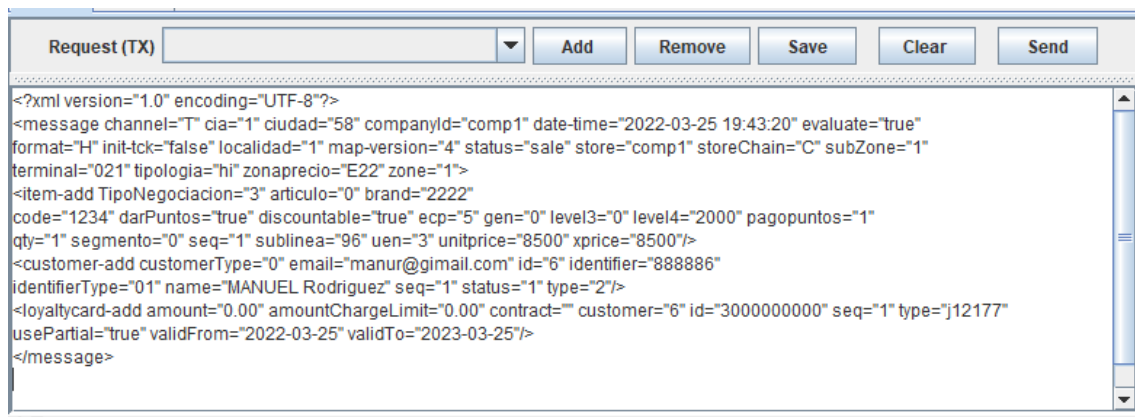 Request (TX) Add Remove Save Clear Send
<?xml version="1.0" encoding="UTF-8"?>
<message channel="T" cia="1" ciudad="58" companyId="comp1" date-time="2022-03-25 19:43:20" evaluate="true"
format="H" init-tck="false" localidad="1" map-version="4" status="sale" store="comp1" storeChain="C" subZone="1"
terminal="021" tipologia="hi" zonaprecio="E22" zone="1">
<item-add TipoNegociacion="3" articulo="0" brand="2222"
code="1234" darPuntos="true" discountable="true" ecp="5" gen="0" level3="0" level4="2000" pagopuntos="1"
qty="1" segmento="0" seq="1" sublinea="96" uen="3" unitprice="8500" xprice="8500"/>
<customer-add customerType="0" email="manur@gimail.com" id="6" identifier="888886"
identifierType="01" name="MANUEL Rodriguez" seq="1" status="1" type="2"/>
<loyaltycard-add amount="0.00" amountChargeLimit="0.00" contract="" customer="6" id="3000000000" seq="1" type="j12177"
usePartial="true" validFrom="2022-03-25" validTo="2023-03-25"/>
</message>